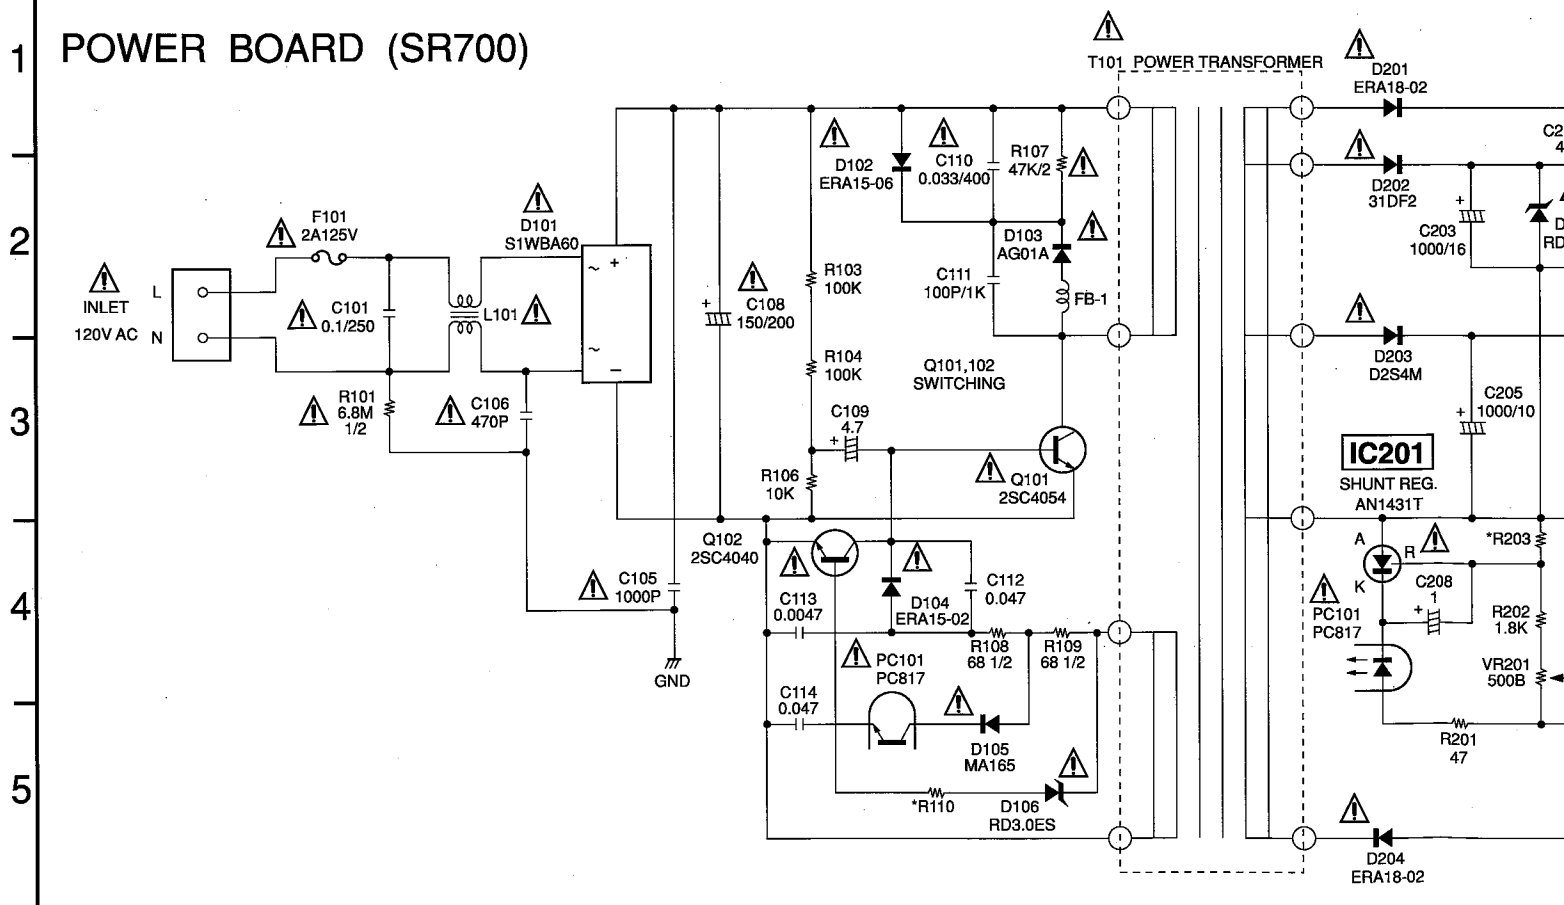 1
2
3
4
5
POWER BOARD (SR700)
INLET
120V AC
L
N
F101
2A125V
C101
0.1/250
R101
6.8M
1/2
L101
C106
470P
D101
S1WBA60
~ +
~
−
C105
1000P
GND
+
C108
150/200
R103
100K
R104
100K
R106
10K
C109
+ 4.7
D102
ERA15-06
C110
0.033/400
R107
47K/2
D103
AG01A
C111
100P/1K
FB-1
Q101,102
SWITCHING
Q101
2SC4054
Q102
2SC4040
C113
0.0047
D104
ERA15-02
C112
0.047
R108
68 1/2
R109
68 1/2
PC101
PC817
C114
0.047
D105
MA165
*R110
D106
RD3.0ES
T101 POWER TRANSFORMER
D201
ERA18-02
D202
31DF2
C2
4
+
C203
1000/16
D
RD
D203
D2S4M
C205
+ 1000/10
IC201
SHUNT REG.
AN1431T
A
R
K
*R203
C208
1
+
PC101
PC817
R202
1.8K
VR201
500B
R201
47
D204
ERA18-02